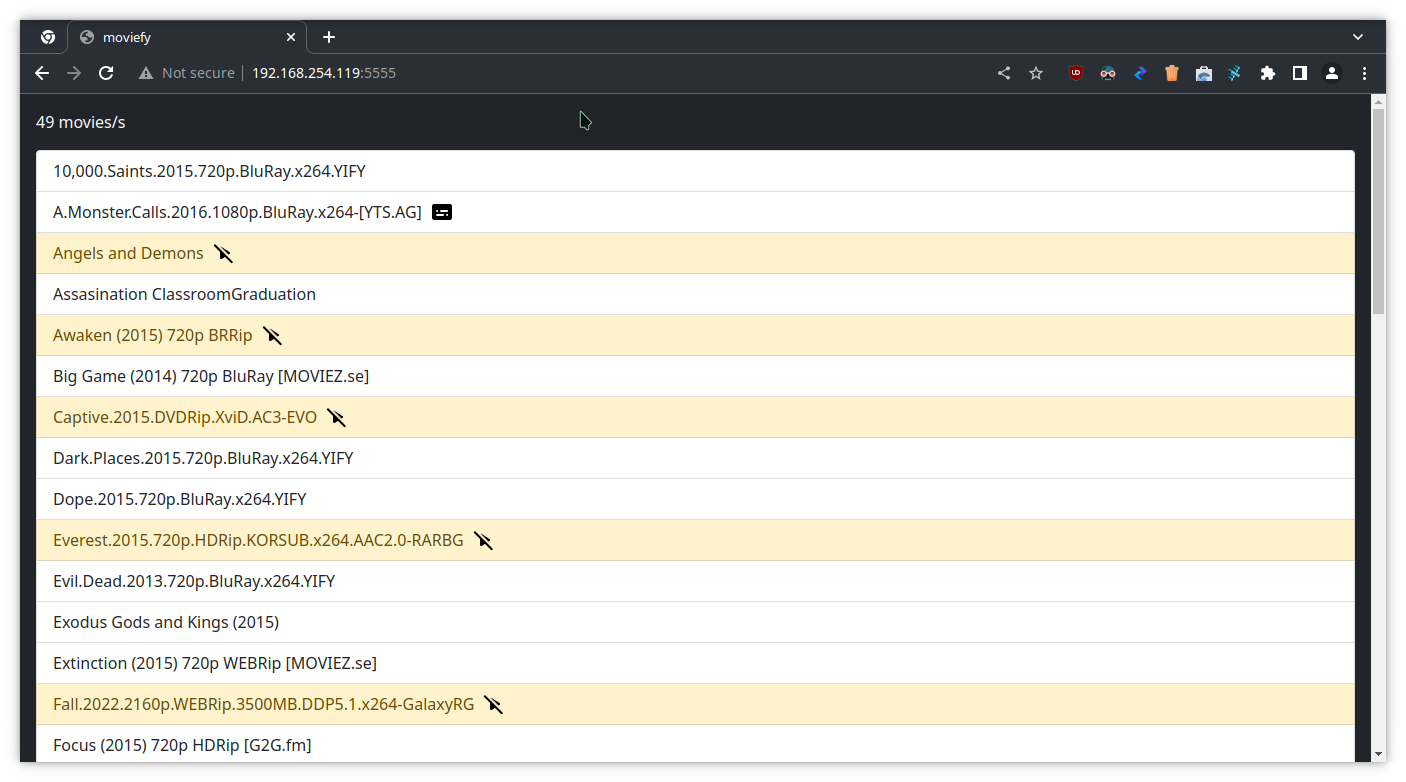 moviefy
Not secure 192.168.254.119:5555
49 movies/s
10,000.Saints.2015.720p.BluRay.x264.YIFY
A.Monster.Calls.2016.1080p.BluRay.x264-[YTS.AG]
Angels and Demons
Assasination ClassroomGraduation
Awaken (2015) 720p BRRip
Big Game (2014) 720p BluRay [MOVIEZ.se]
Captive.2015.DVDRip.XviD.AC3-EVO
Dark.Places.2015.720p.BluRay.x264.YIFY
Dope.2015.720p.BluRay.x264.YIFY
Everest.2015.720p.HDRip.KORSUB.x264.AAC2.0-RARBG
Evil.Dead.2013.720p.BluRay.x264.YIFY
Exodus Gods and Kings (2015)
Extinction (2015) 720p WEBRip [MOVIEZ.se]
Fall.2022.2160p.WEBRip.3500MB.DDP5.1.x264-GalaxyRG
Focus (2015) 720p HDRip [G2G.fm]